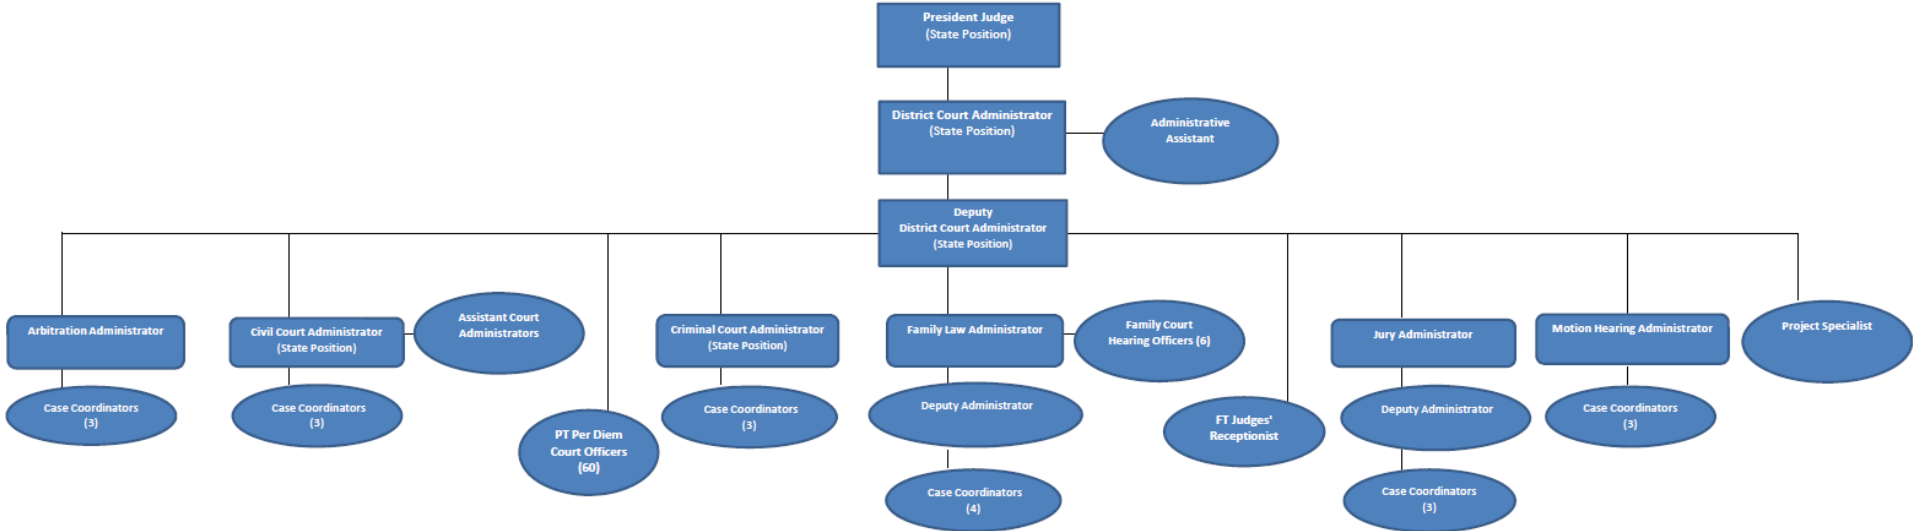 President Judge
(State Position)
District Court Administrator
(State Position)
Administrative
Assistant
Deputy
District Court Administrator
(State Position)
Arbitration Administrator
Civil Court Administrator
(State Position)
Assistant Court
Administrators
Criminal Court Administrator
(State Position)
Family Law Administrator
Family Court
Hearing Officers (6)
Jury Administrator
Motion Hearing Administrator
Project Specialist
Case Coordinators
(3)
Case Coordinators
(3)
PT Per Diem
Court Officers
(60)
Case Coordinators
(3)
Deputy Administrator
FT Judges'
Receptionist
Deputy Administrator
Case Coordinators
(3)
Case Coordinators
(4)
Case Coordinators
(3)